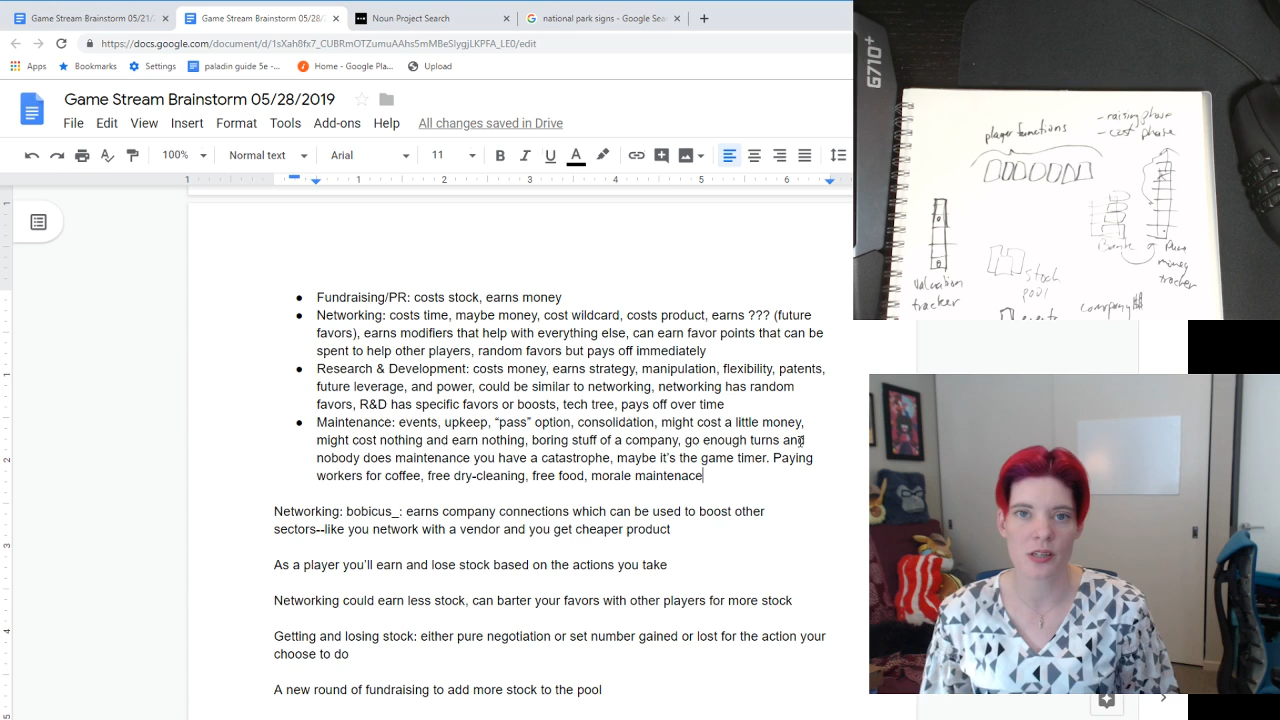 Game Stream Brainstorm 05/21/2
Game Stream Brainstorm 05/28/
Noun Project Search
national park signs - Google Sea
https://docs.google.com/document/d/1sXah8fx7_CUBRmOTZumuAAhs5mMBeSlygjLKPFA_LE0/edit
Apps
Bookmarks
Settings
paladin guide 5e -...
Home - Google Pla...
Upload
Game Stream Brainstorm 05/28/2019
File Edit View Insert Format Tools Add-ons Help All changes saved in Drive
100% Normal text Arial 11 B I U A
1 1 2 3 4 5 6
● Fundraising/PR: costs stock, earns money
● Networking: costs time, maybe money, cost wildcard, costs product, earns ??? (future
favors), earns modifiers that help with everything else, can earn favor points that can be
spent to help other players, random favors but pays off immediately
● Research & Development: costs money, earns strategy, manipulation, flexibility, patents,
future leverage, and power, could be similar to networking, networking has random
favors, R&D has specific favors or boosts, tech tree, pays off over time
● Maintenance: events, upkeep, “pass” option, consolidation, might cost a little money,
might cost nothing and earn nothing, boring stuff of a company, go enough turns and
nobody does maintenance you have a catastrophe, maybe it’s the game timer. Paying
workers for coffee, free dry-cleaning, free food, morale maintenace
Networking: bobicus_: earns company connections which can be used to boost other
sectors--like you network with a vendor and you get cheaper product
As a player you’ll earn and lose stock based on the actions you take
Networking could earn less stock, can barter your favors with other players for more stock
Getting and losing stock: either pure negotiation or set number gained or lost for the action your
choose to do
A new round of fundraising to add more stock to the pool
G710+
player functions
- raising phase
- cost phase
valuation
tracker
stock
pool
money
tracker
events
company